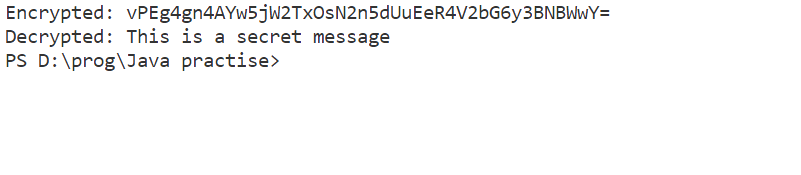 Encrypted: vPEg4gn4AYw5jW2TxOsN2n5dUuEeR4V2bG6y3BNBWwY=
Decrypted: This is a secret message
PS D:\prog\Java practise>